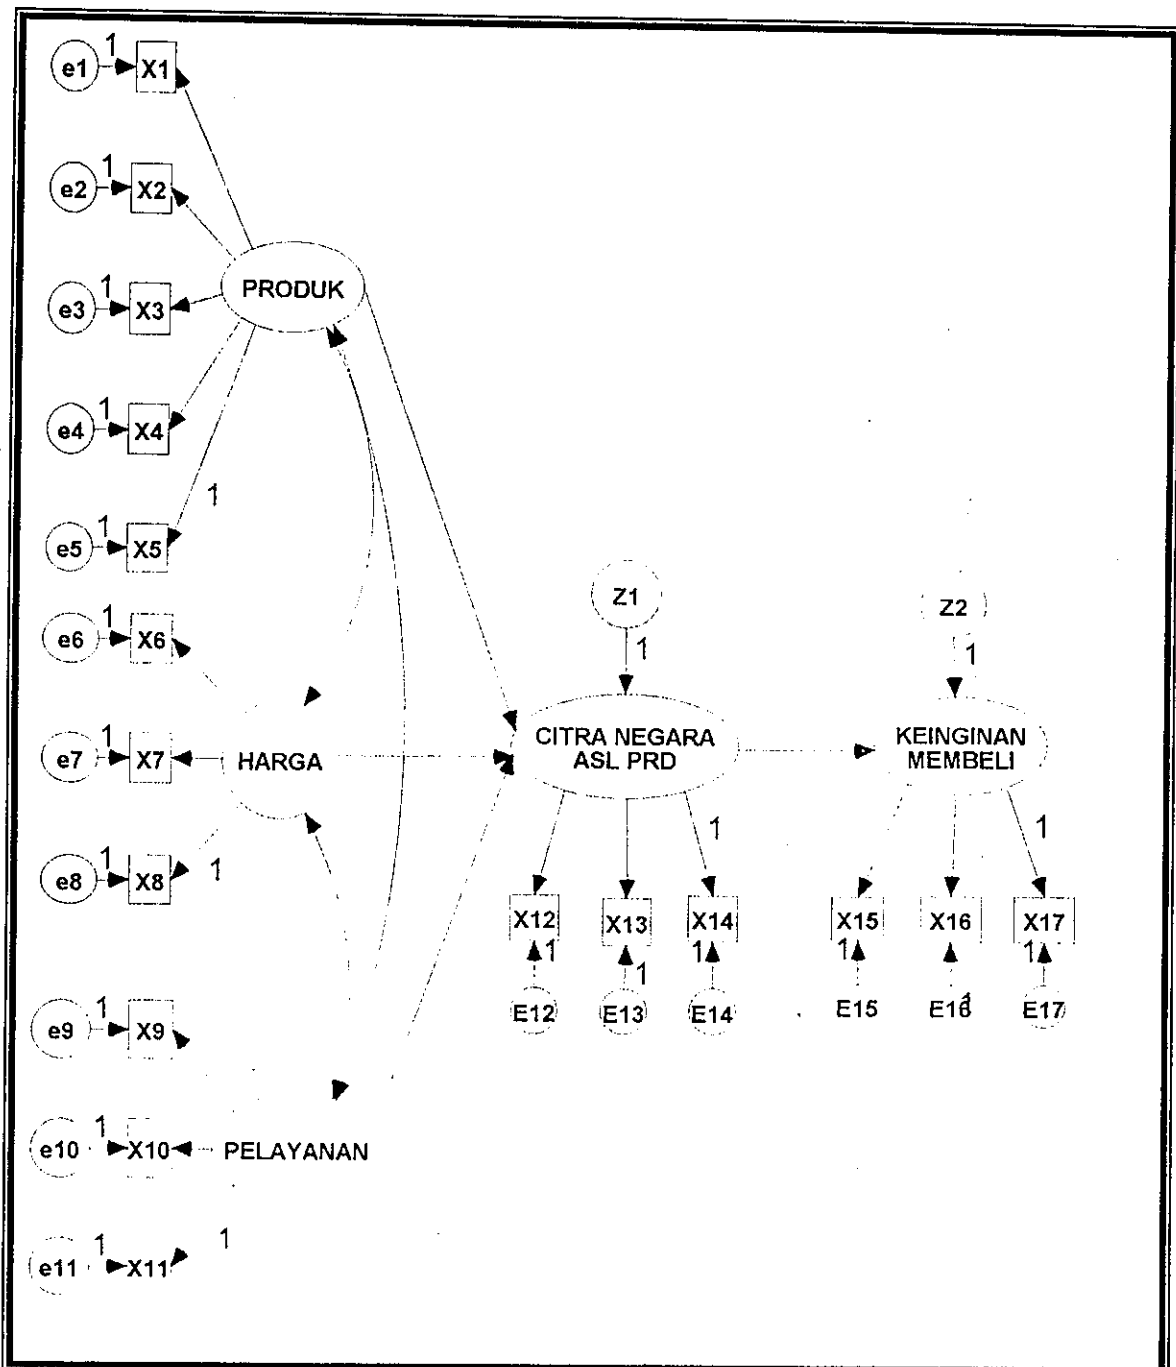 1
e1 X1
1
e2 X2
PRODUK
1
e3 X3
1
e4 X4
1
1
e5 X5
Z1
Z2
1
e6 X6
1
1
1
e7 X7
HARGA
CITRA NEGARA
ASL PRD
KEINGINAN
MEMBELI
1
e8 X8
1
1
1
X12 X13 X14 X15 X16 X17
1 1 1 1 1 1
E12 E13 E14 E15 E16 E17
1
e9 X9
1
e10 X10 PELAYANAN
1
e11 X11
1